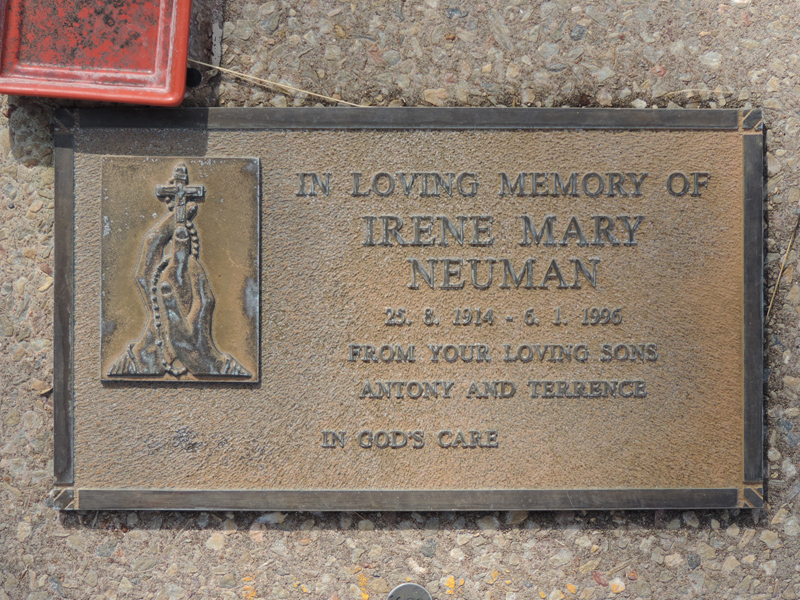 IN LOVING MEMORY OF
IRENE MARY
NEUMAN
25. 8. 1914 - 6. 1. 1996
FROM YOUR LOVING SONS
ANTONY AND TERRENCE
IN GOD'S CARE